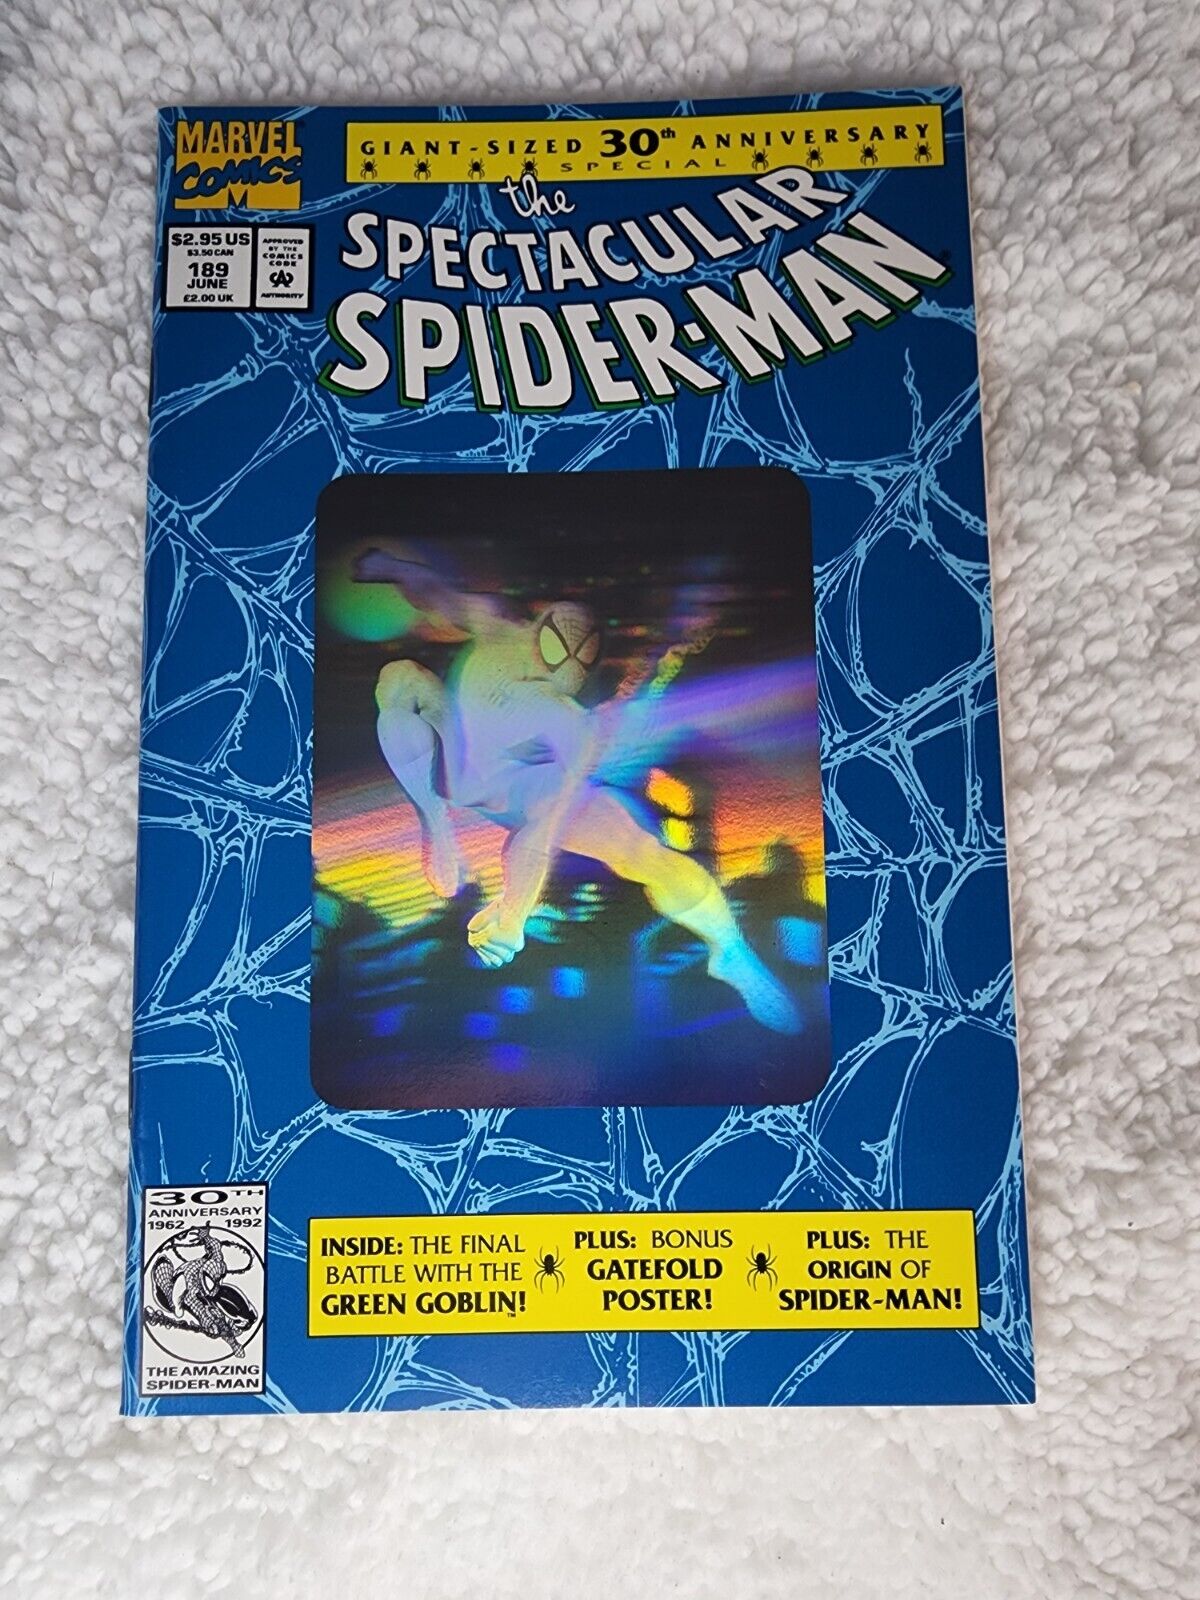 MARVEL
COMICS
GIANT-SIZED 30th ANNIVERSARY
SPECIAL
$2.95 US
$3.50 CAN
189
JUNE
£2.00 UK
APPROVED
BY THE
COMICS
CODE
CA
AUTHORITY
the
SPECTACULAR
SPIDER-MAN®
30TH
ANNIVERSARY
1962 1992
THE AMAZING
SPIDER-MAN
INSIDE: THE FINAL
BATTLE WITH THE
GREEN GOBLIN!™
PLUS: BONUS
GATEFOLD
POSTER!
PLUS: THE
ORIGIN OF
SPIDER-MAN!